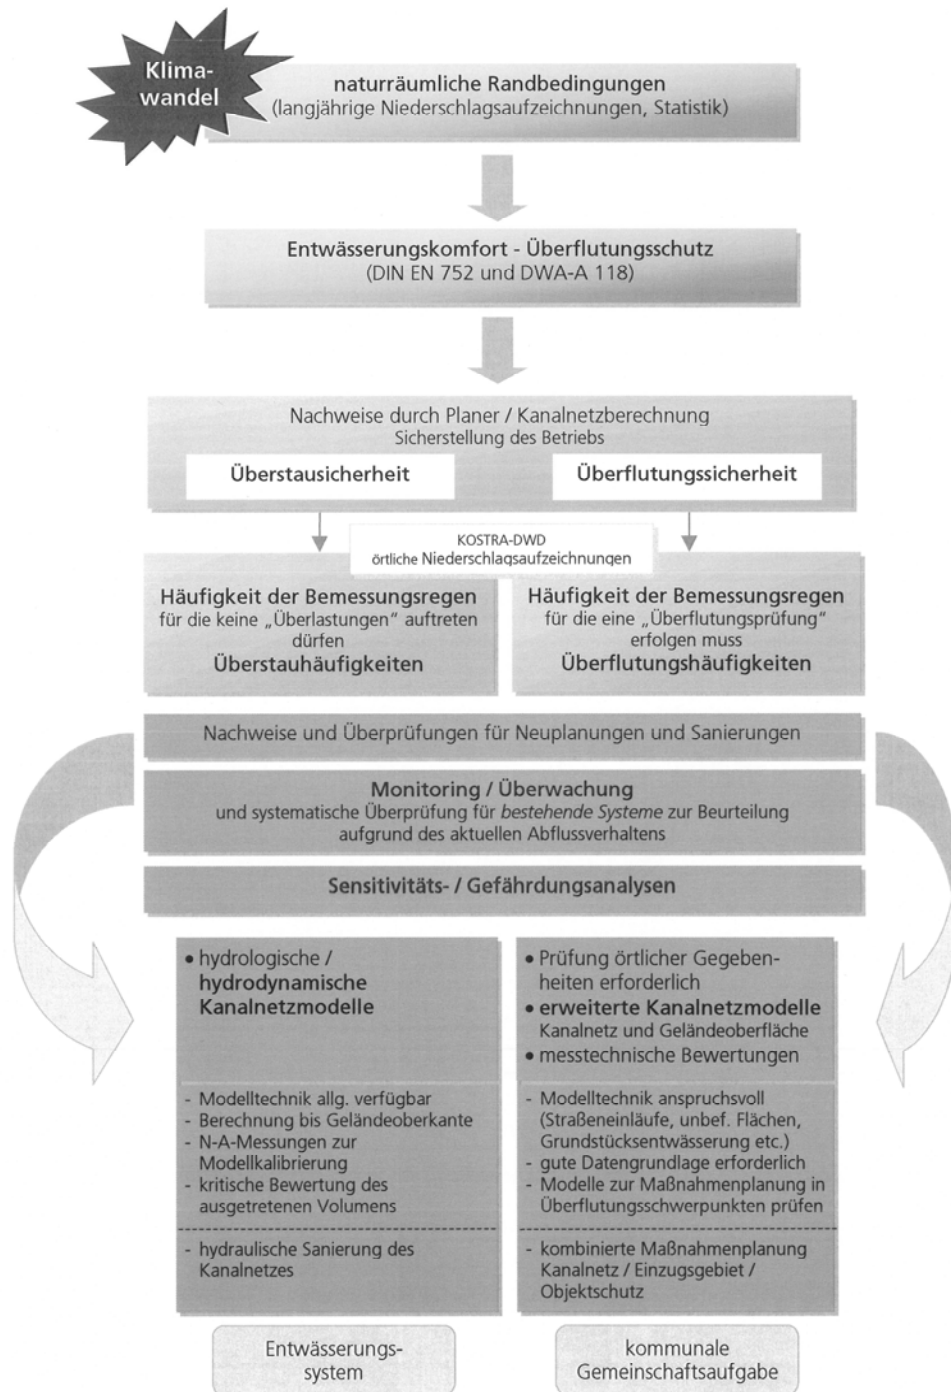 Klima-
wandel
naturräumliche Randbedingungen
(langjährige Niederschlagsaufzeichnungen, Statistik)
Entwässerungskomfort - Überflutungsschutz
(DIN EN 752 und DWA-A 118)
Nachweise durch Planer / Kanalnetzberechnung
Sicherstellung des Betriebs
Überstausicherheit
Überflutungssicherheit
KOSTRA-DWD
örtliche Niederschlagsaufzeichnungen
Häufigkeit der Bemessungsregen
für die keine „Überlastungen" auftreten
dürfen
Überstauhäufigkeiten
Häufigkeit der Bemessungsregen
für die eine „Überflutungsprüfung"
erfolgen muss
Überflutungshäufigkeiten
Nachweise und Überprüfungen für Neuplanungen und Sanierungen
Monitoring / Überwachung
und systematische Überprüfung für bestehende Systeme zur Beurteilung
aufgrund des aktuellen Abflussverhaltens
Sensitivitäts- / Gefährdungsanalysen
• hydrologische /
hydrodynamische
Kanalnetzmodelle
- Modelltechnik allg. verfügbar
- Berechnung bis Geländeoberkante
- N-A-Messungen zur
Modellkalibrierung
- kritische Bewertung des
ausgetretenen Volumens
- hydraulische Sanierung des
Kanalnetzes
• Prüfung örtlicher Gegeben-
heiten erforderlich
• erweiterte Kanalnetzmodelle
Kanalnetz und Geländeoberfläche
• messtechnische Bewertungen
- Modelltechnik anspruchsvoll
(Straßeneinläufe, unbef. Flächen,
Grundstücksentwässerung etc.)
- gute Datengrundlage erforderlich
- Modelle zur Maßnahmenplanung in
Überflutungsschwerpunkten prüfen
- kombinierte Maßnahmenplanung
Kanalnetz / Einzugsgebiet /
Objektschutz
Entwässerungs-
system
kommunale
Gemeinschaftsaufgabe